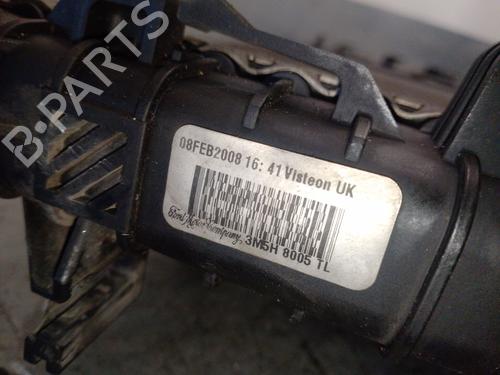 B-PARTS
08FEB2008 16: 41 Visteon UK
Ford Motor Company,
3M5H 8005 TL